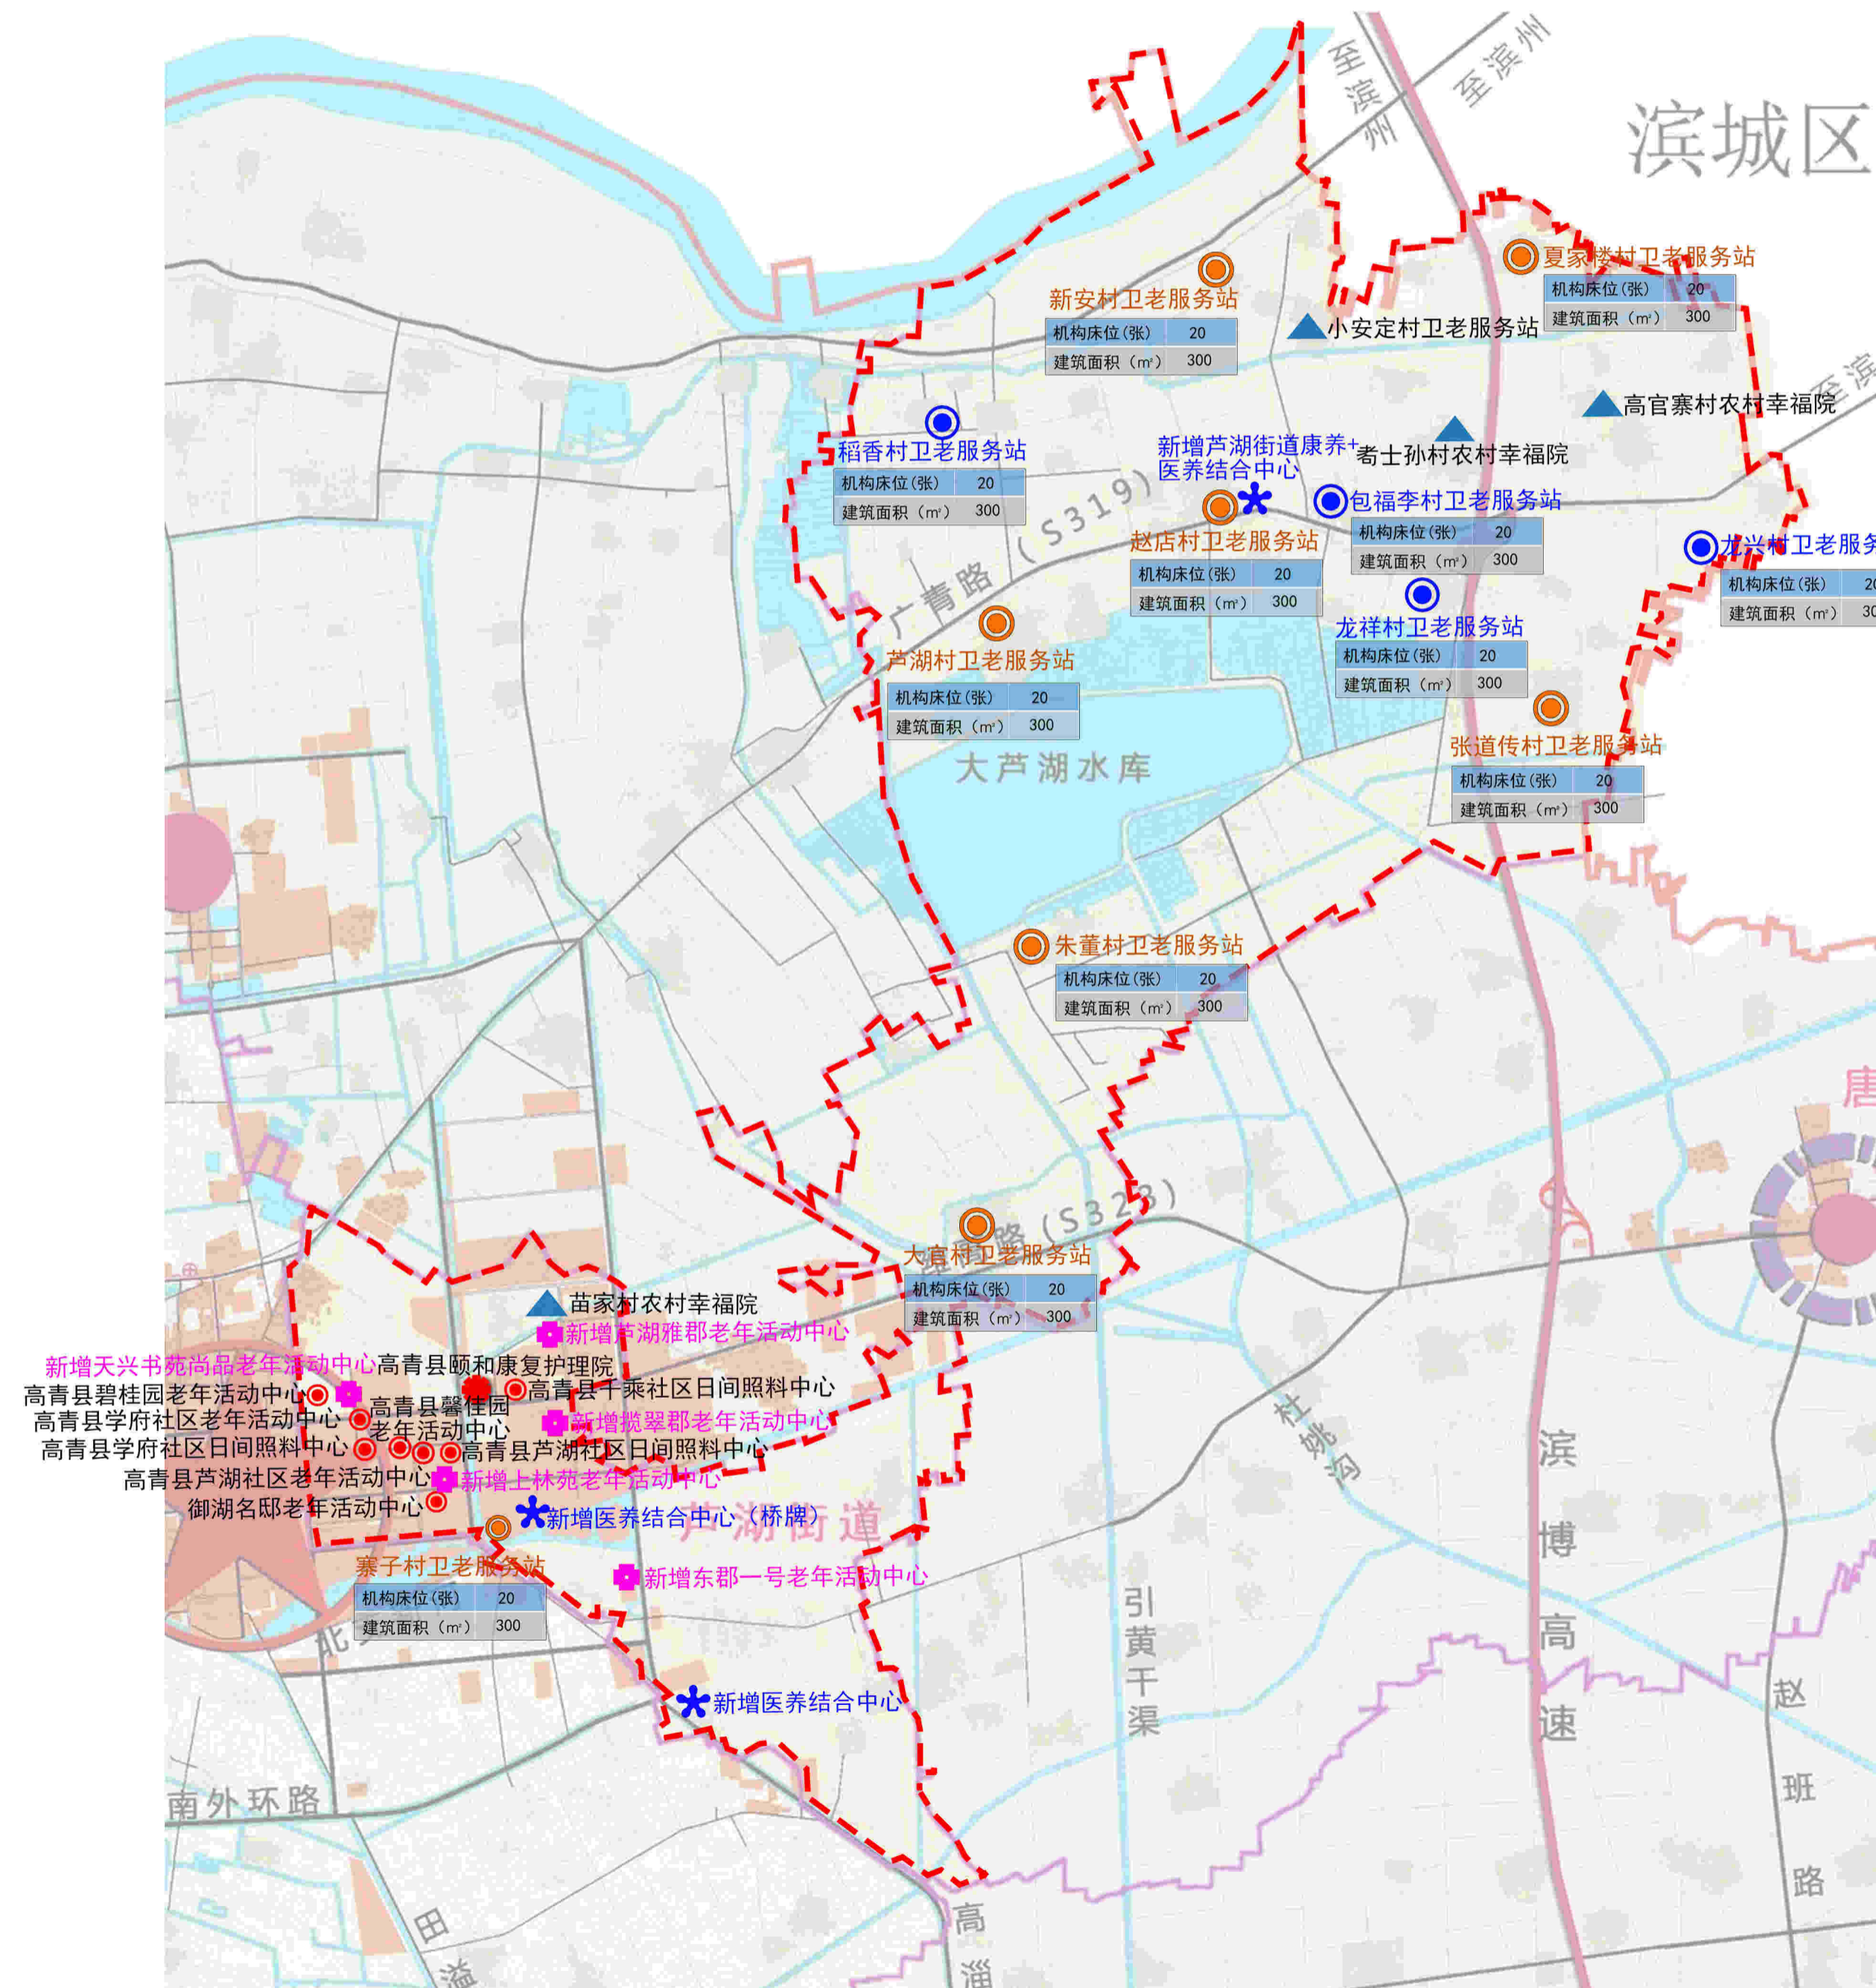 至滨州
至滨州
滨城区
夏家楼村卫老服务站
机构床位(张) 20
建筑面积（㎡） 300
新安村卫老服务站
机构床位(张) 20
建筑面积（㎡） 300
小安定村卫老服务站
至滨
高官寨村农村幸福院
稻香村卫老服务站
机构床位(张) 20
建筑面积（㎡） 300
新增芦湖街道康养+
医养结合中心
耇士孙村农村幸福院
包福李村卫老服务站
机构床位(张) 20
建筑面积（㎡） 300
广青路（S319）
赵店村卫老服务站
机构床位(张) 20
建筑面积（㎡） 300
龙兴村卫老服务
机构床位(张) 20
建筑面积（㎡） 30
龙祥村卫老服务站
机构床位(张) 20
建筑面积（㎡） 300
芦湖村卫老服务站
机构床位(张) 20
建筑面积（㎡） 300
张道传村卫老服务站
机构床位(张) 20
建筑面积（㎡） 300
大芦湖水库
朱董村卫老服务站
机构床位(张) 20
建筑面积（㎡） 300
唐
路（S323）
大官村卫老服务站
机构床位(张) 20
建筑面积（㎡） 300
苗家村农村幸福院
新增芦湖雅郡老年活动中心
新增天兴书苑尚品老年活动中心
高青县颐和康复护理院
高青县碧桂园老年活动中心
高青县千乘社区日间照料中心
高青县学府社区老年活动中心
高青县馨佳园
老年活动中心
新增揽翠郡老年活动中心
高青县学府社区日间照料中心
高青县芦湖社区日间照料中心
高青县芦湖社区老年活动中心
新增上林苑老年活动中心
御湖名邸老年活动中心
新增医养结合中心（桥牌）
芦湖街道
寨子村卫老服务站
机构床位(张) 20
建筑面积（㎡） 300
北
新增东郡一号老年活动中心
新增医养结合中心
杜姚沟
滨博高速
引黄干渠
赵班路
南外环路
田
溢
高淄